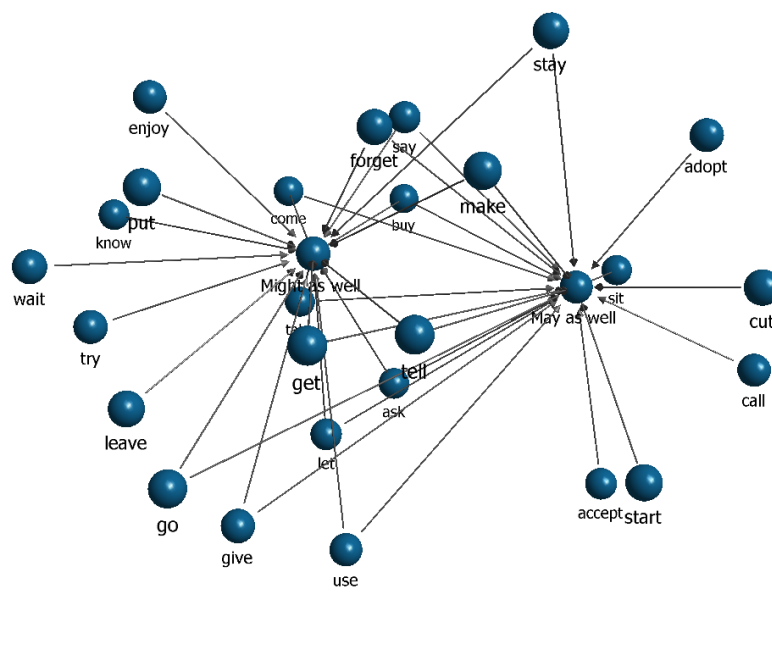 stay
enjoy
say
forget
adopt
put
make
come
buy
know
Might as well
wait
sit
May as well
cut
try
tell
get
call
ask
leave
let
accept
start
go
give
use